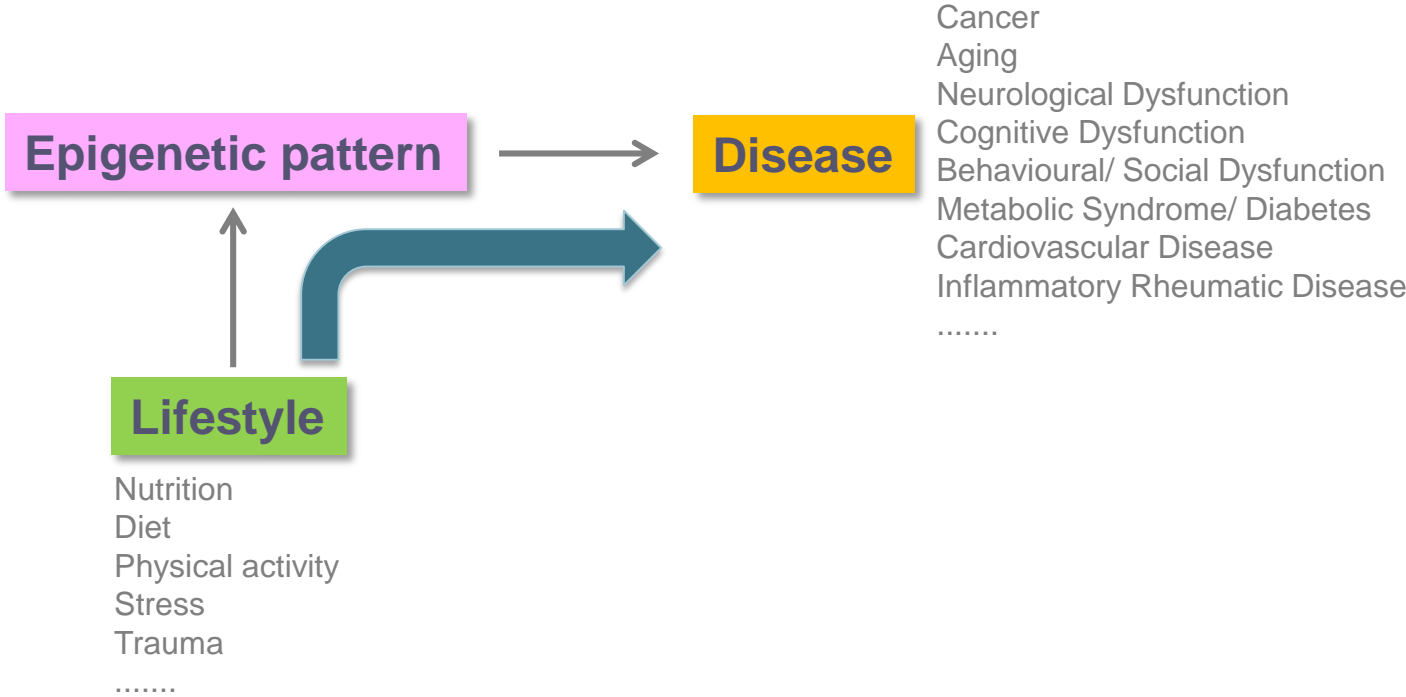 Cancer
Aging
Neurological Dysfunction
Cognitive Dysfunction
Behavioural/ Social Dysfunction
Metabolic Syndrome/ Diabetes
Cardiovascular Disease
Inflammatory Rheumatic Disease
.......
Epigenetic pattern
Disease
Lifestyle
Nutrition
Diet
Physical activity
Stress
Trauma
.......